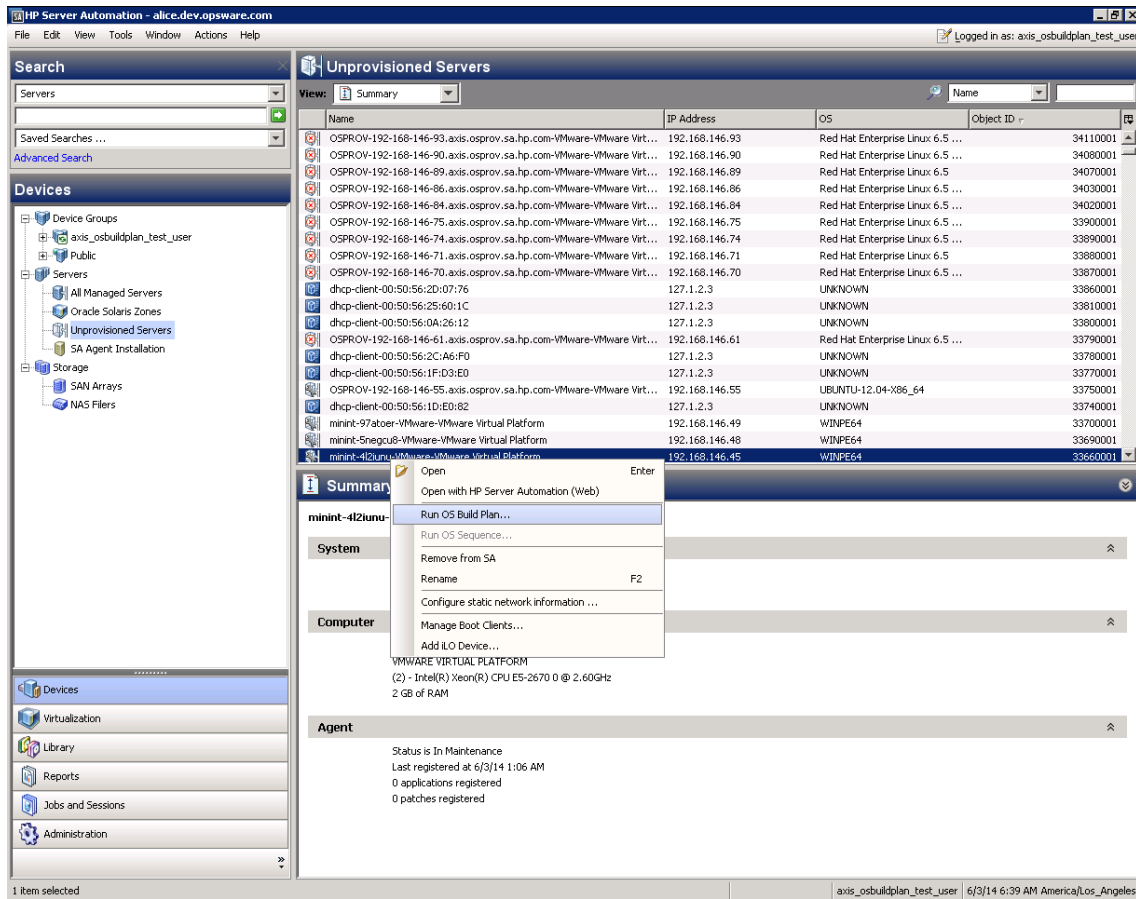 HP Server Automation - alice.dev.opsware.com
File Edit View Tools Window Actions Help
Logged in as: axis_osbuildplan_test_user
Search
Servers
Saved Searches ...
Advanced Search
Devices
Device Groups
axis_osbuildplan_test_user
Public
Servers
All Managed Servers
Oracle Solaris Zones
Unprovisioned Servers
SA Agent Installation
Storage
SAN Arrays
NAS Filers
Devices
Virtualization
Library
Reports
Jobs and Sessions
Administration
Unprovisioned Servers
View: Summary Name
Name IP Address OS Object ID
OSPROV-192-168-146-93.axis.osprov.sa.hp.com-VMware-VMware Virt... 192.168.146.93 Red Hat Enterprise Linux 6.5 ... 34110001
OSPROV-192-168-146-90.axis.osprov.sa.hp.com-VMware-VMware Virt... 192.168.146.90 Red Hat Enterprise Linux 6.5 ... 34080001
OSPROV-192-168-146-89.axis.osprov.sa.hp.com-VMware-VMware Virt... 192.168.146.89 Red Hat Enterprise Linux 6.5 34070001
OSPROV-192-168-146-86.axis.osprov.sa.hp.com-VMware-VMware Virt... 192.168.146.86 Red Hat Enterprise Linux 6.5 ... 34030001
OSPROV-192-168-146-84.axis.osprov.sa.hp.com-VMware-VMware Virt... 192.168.146.84 Red Hat Enterprise Linux 6.5 ... 34020001
OSPROV-192-168-146-75.axis.osprov.sa.hp.com-VMware-VMware Virt... 192.168.146.75 Red Hat Enterprise Linux 6.5 ... 33900001
OSPROV-192-168-146-74.axis.osprov.sa.hp.com-VMware-VMware Virt... 192.168.146.74 Red Hat Enterprise Linux 6.5 ... 33890001
OSPROV-192-168-146-71.axis.osprov.sa.hp.com-VMware-VMware Virt... 192.168.146.71 Red Hat Enterprise Linux 6.5 33880001
OSPROV-192-168-146-70.axis.osprov.sa.hp.com-VMware-VMware Virt... 192.168.146.70 Red Hat Enterprise Linux 6.5 ... 33870001
dhcp-client-00:50:56:2D:07:76 127.1.2.3 UNKNOWN 33860001
dhcp-client-00:50:56:25:60:1C 127.1.2.3 UNKNOWN 33810001
dhcp-client-00:50:56:0A:26:12 127.1.2.3 UNKNOWN 33800001
OSPROV-192-168-146-61.axis.osprov.sa.hp.com-VMware-VMware Virt... 192.168.146.61 Red Hat Enterprise Linux 6.5 ... 33790001
dhcp-client-00:50:56:2C:A6:F0 127.1.2.3 UNKNOWN 33780001
dhcp-client-00:50:56:1F:D3:E0 127.1.2.3 UNKNOWN 33770001
OSPROV-192-168-146-55.axis.osprov.sa.hp.com-VMware-VMware Virt... 192.168.146.55 UBUNTU-12.04-X86_64 33750001
dhcp-client-00:50:56:1D:E0:82 127.1.2.3 UNKNOWN 33740001
minint-97atoer-VMware-VMware Virtual Platform 192.168.146.49 WINPE64 33700001
minint-5negcu8-VMware-VMware Virtual Platform 192.168.146.48 WINPE64 33690001
minint-4l2iunu-VMware-VMware Virtual Platform 192.168.146.45 WINPE64 33660001
Open Enter
Open with HP Server Automation (Web)
Run OS Build Plan...
Run OS Sequence...
Remove from SA
Rename F2
Configure static network information ...
Manage Boot Clients...
Add iLO Device...
Summary
minint-4l2iunu-
System
Computer
VMWARE VIRTUAL PLATFORM
(2) - Intel(R) Xeon(R) CPU E5-2670 0 @ 2.60GHz
2 GB of RAM
Agent
Status is In Maintenance
Last registered at 6/3/14 1:06 AM
0 applications registered
0 patches registered
1 item selected
axis_osbuildplan_test_user 6/3/14 6:39 AM America/Los_Angeles